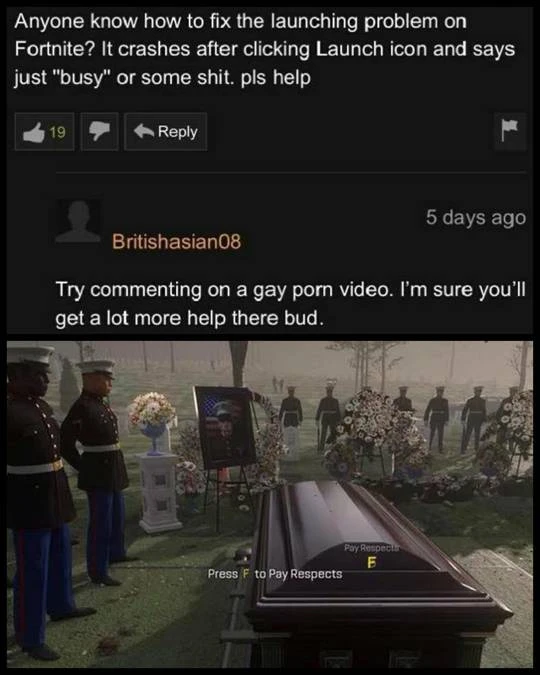 Anyone know how to fix the launching problem on
Fortnite? It crashes after clicking Launch icon and says
just "busy" or some shit. pls help
19
Reply
5 days ago
Britishasian08
Try commenting on a gay porn video. I'm sure you'll
get a lot more help there bud.
Pay Respects
F
Press F to Pay Respects